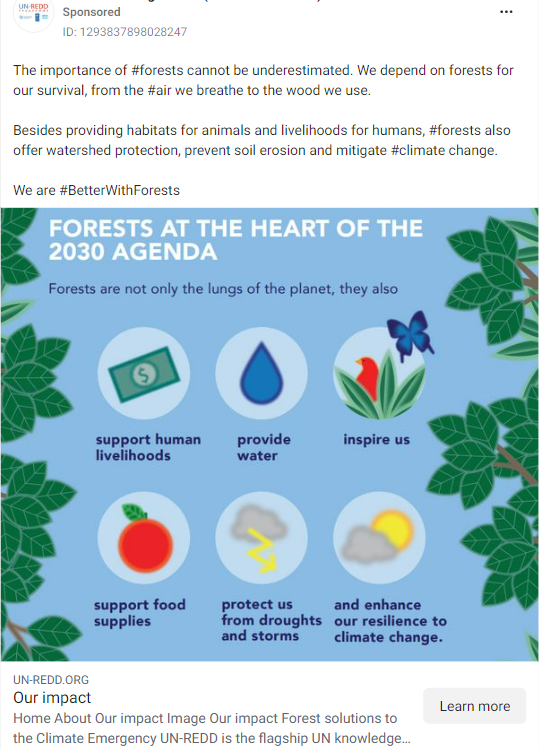 UN-REDD
Sponsored
ID: 1293837898028247
The importance of #forests cannot be underestimated. We depend on forests for
our survival, from the #air we breathe to the wood we use.
Besides providing habitats for animals and livelihoods for humans, #forests also
offer watershed protection, prevent soil erosion and mitigate #climate change.
We are #BetterWithForests
FORESTS AT THE HEART OF THE
2030 AGENDA
Forests are not only the lungs of the planet, they also
support human
livelihoods
provide
water
inspire us
support food
supplies
protect us
from droughts
and storms
and enhance
our resilience to
climate change.
UN-REDD.ORG
Our impact
Home About Our impact Image Our impact Forest solutions to
the Climate Emergency UN-REDD is the flagship UN knowledge...
Learn more